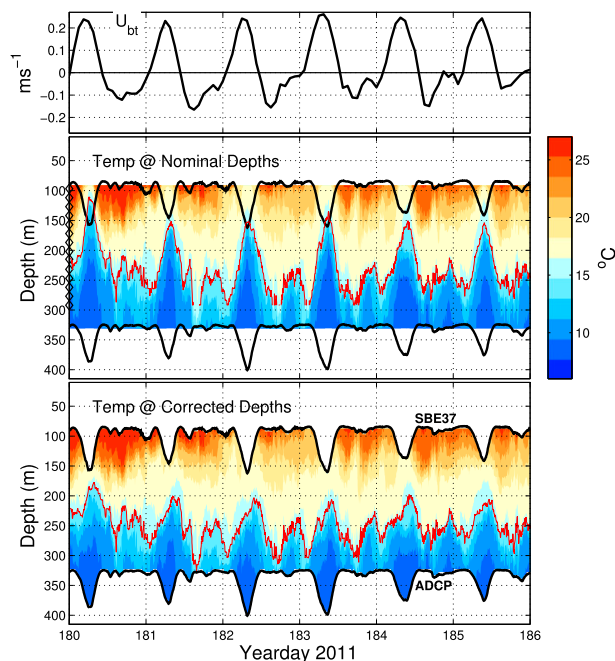 U_bt
0.2
0.1
0
−0.1
−0.2
ms⁻¹
Temp @ Nominal Depths
50
100
150
200
250
300
350
400
Depth (m)
25
20
15
10
°C
Temp @ Corrected Depths
SBE37
ADCP
50
100
150
200
250
300
350
400
Depth (m)
180 181 182 183 184 185 186
Yearday 2011